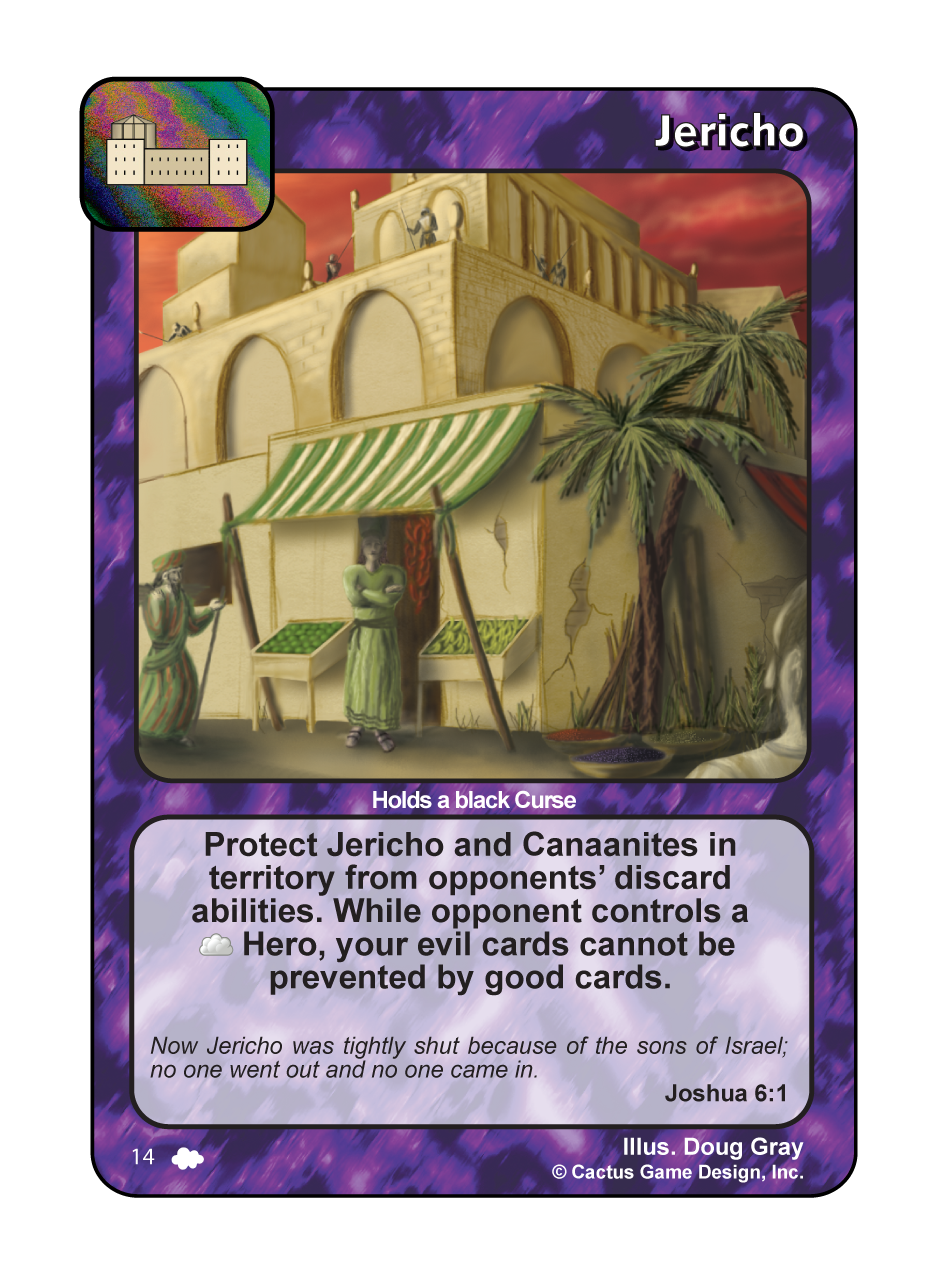 Jericho
Holds a black Curse
Protect Jericho and Canaanites in
territory from opponents’ discard
abilities. While opponent controls a
Hero, your evil cards cannot be
prevented by good cards.
Now Jericho was tightly shut because of the sons of Israel;
no one went out and no one came in.
Joshua 6:1
14
Illus. Doug Gray
© Cactus Game Design, Inc.